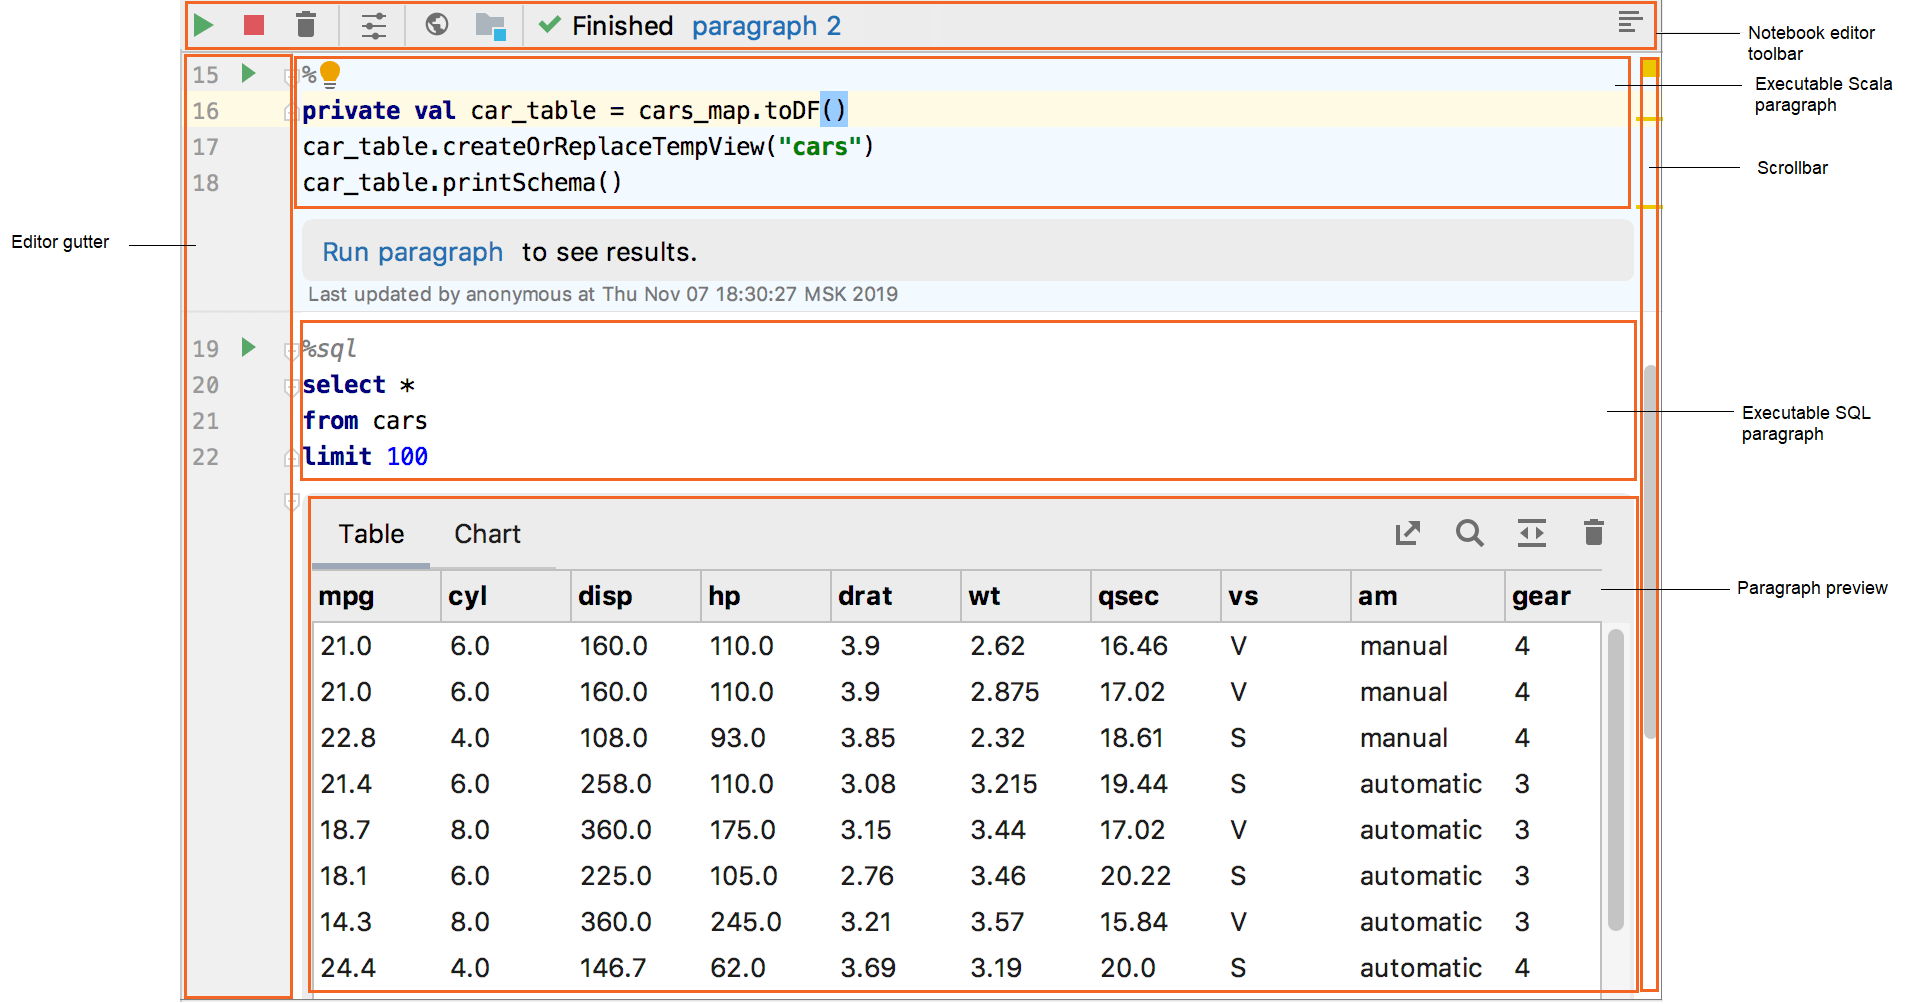 Finished paragraph 2
Notebook editor
toolbar
15 %
Executable Scala
paragraph
16 private val car_table = cars_map.toDF()
17 car_table.createOrReplaceTempView("cars")
18 car_table.printSchema()
Scrollbar
Editor gutter
Run paragraph to see results.
Last updated by anonymous at Thu Nov 07 18:30:27 MSK 2019
19 %sql
20 select *
21 from cars
22 limit 100
Executable SQL
paragraph
Table Chart
Paragraph preview
mpg cyl disp hp drat wt qsec vs am gear
21.0 6.0 160.0 110.0 3.9 2.62 16.46 V manual 4
21.0 6.0 160.0 110.0 3.9 2.875 17.02 V manual 4
22.8 4.0 108.0 93.0 3.85 2.32 18.61 S manual 4
21.4 6.0 258.0 110.0 3.08 3.215 19.44 S automatic 3
18.7 8.0 360.0 175.0 3.15 3.44 17.02 V automatic 3
18.1 6.0 225.0 105.0 2.76 3.46 20.22 S automatic 3
14.3 8.0 360.0 245.0 3.21 3.57 15.84 V automatic 3
24.4 4.0 146.7 62.0 3.69 3.19 20.0 S automatic 4